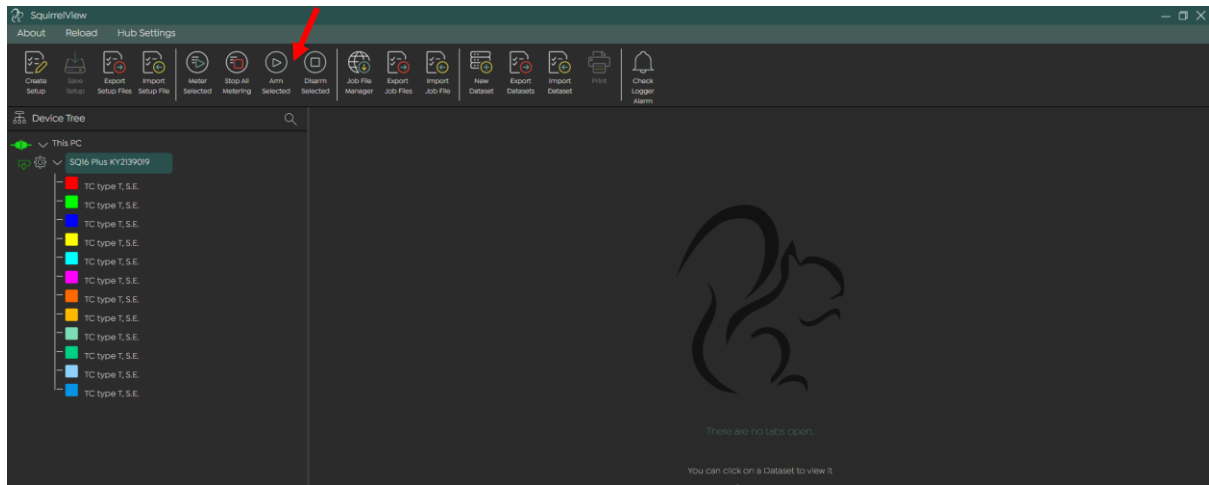 SquirrelView
About Reload Hub Settings
Create Setup
Save Setup
Export Setup Files
Import Setup File
Meter Selected
Stop All Metering
Arm Selected
Disarm Selected
Job File Manager
Export Job Files
Import Job File
New Dataset
Export Datasets
Import Dataset
Print
Check Logger Alarm
Device Tree
This PC
SQ16 Plus KY2139019
TC type T, S.E.
TC type T, S.E.
TC type T, S.E.
TC type T, S.E.
TC type T, S.E.
TC type T, S.E.
TC type T, S.E.
TC type T, S.E.
TC type T, S.E.
TC type T, S.E.
TC type T, S.E.
TC type T, S.E.
There are no tabs open.
You can click on a Dataset to view it